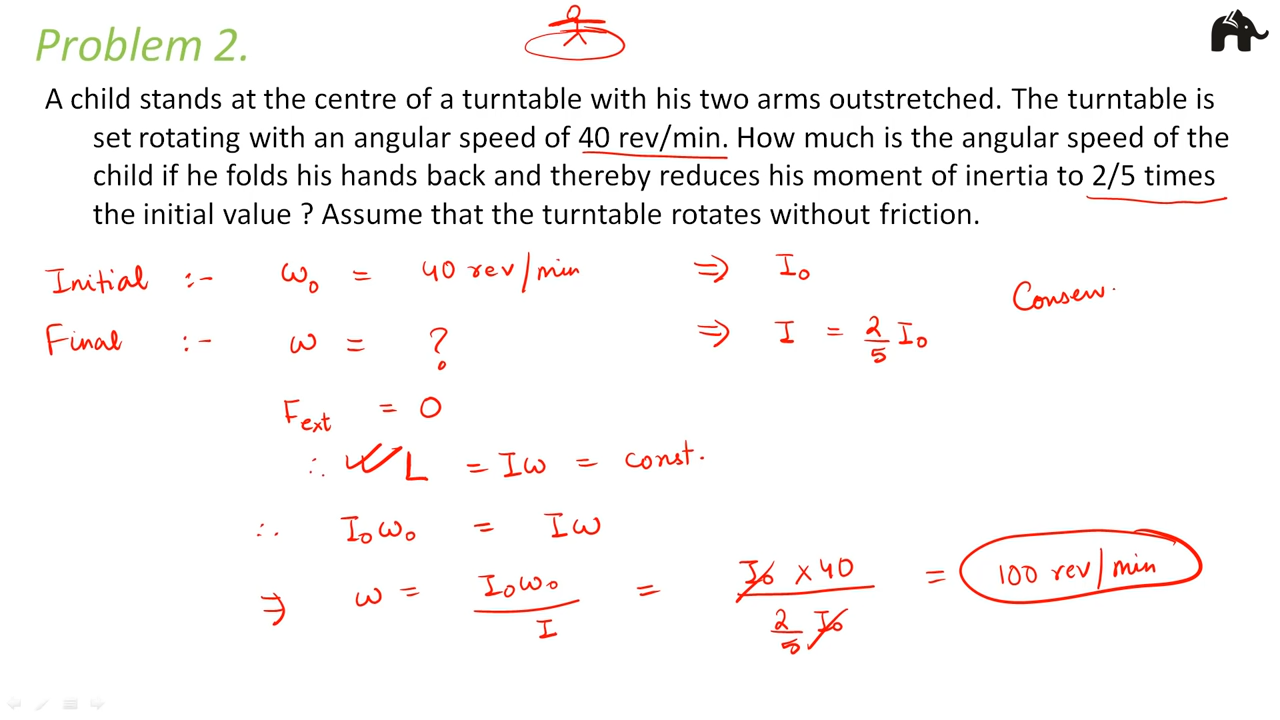 Problem 2.
A child stands at the centre of a turntable with his two arms outstretched. The turntable is
set rotating with an angular speed of 40 rev/min. How much is the angular speed of the
child if he folds his hands back and thereby reduces his moment of inertia to 2/5 times
the initial value ? Assume that the turntable rotates without friction.
Initial :- ω₀ = 40 rev/min ⇒ I₀
Conserv
Final :- ω = ? ⇒ I = 2/5 I₀
F_ext = 0
∴ L = Iω = const.
∴ I₀ω₀ = Iω
⇒ ω = I₀ω₀ / I = I₀ × 40 / (2/5 I₀) = 100 rev/min